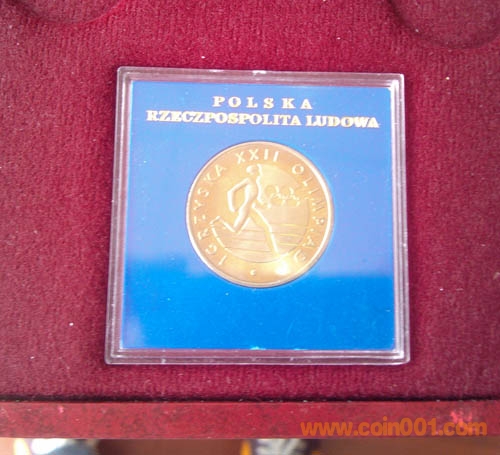 POLSKA
RZECZPOSPOLITA LUDOWA
IGRZYSKA XXII OLIMPIADY
www.coin001.com